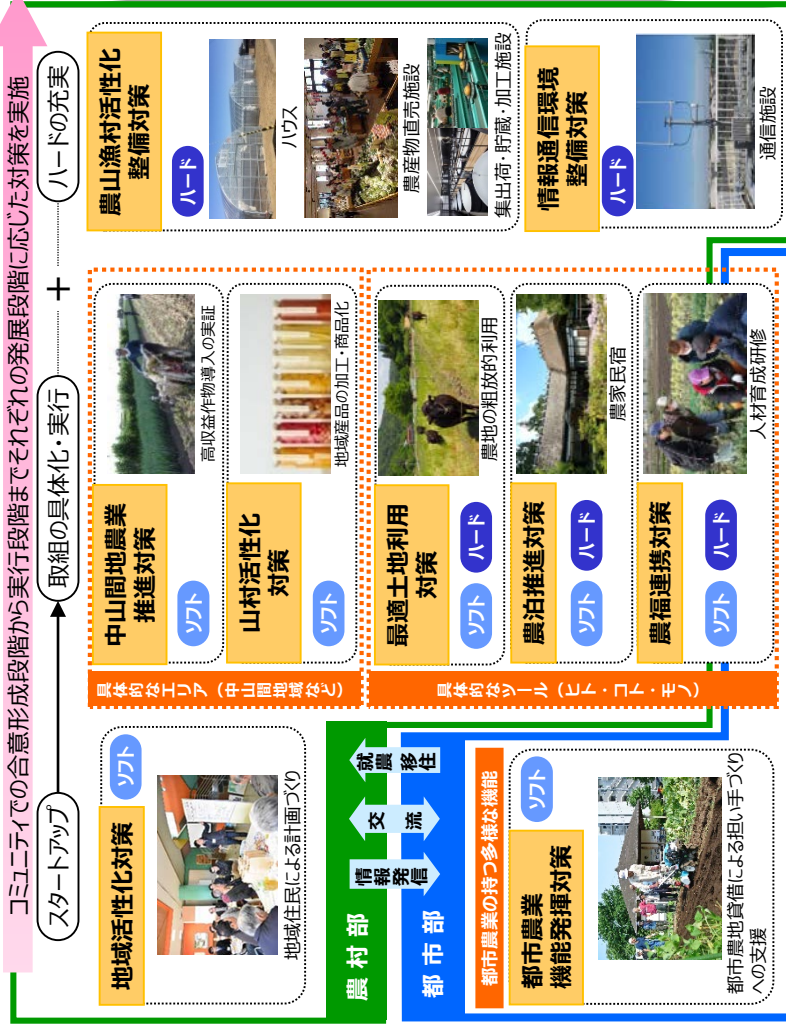 コミュニティでの合意形成段階から実行段階までそれぞれの発展段階に応じた対策を実施
スタートアップ
取組の具体化・実行
＋
ハードの充実
地域活性化対策
ソフト
地域住民による計画づくり
具体的なエリア（中山間地域など）
中山間地農業
推進対策
ソフト
高収益作物導入の実証
山村活性化
対策
ソフト
地域産品の加工・商品化
具体的なツール（ヒト・コト・モノ）
最適土地利用
対策
ソフト
ハード
農地の粗放的利用
農泊推進対策
ソフト
ハード
農家民宿
農福連携対策
ソフト
ハード
人材育成研修
農山漁村活性化
整備対策
ハード
ハウス
農産物直売施設
集出荷・貯蔵・加工施設
情報通信環境
整備対策
ハード
通信施設
農村部
都市部
情報発信
交流
就農移住
都市農業の持つ多様な機能
都市農業
機能発揮対策
ソフト
都市農地貸借による担い手づくり
への支援